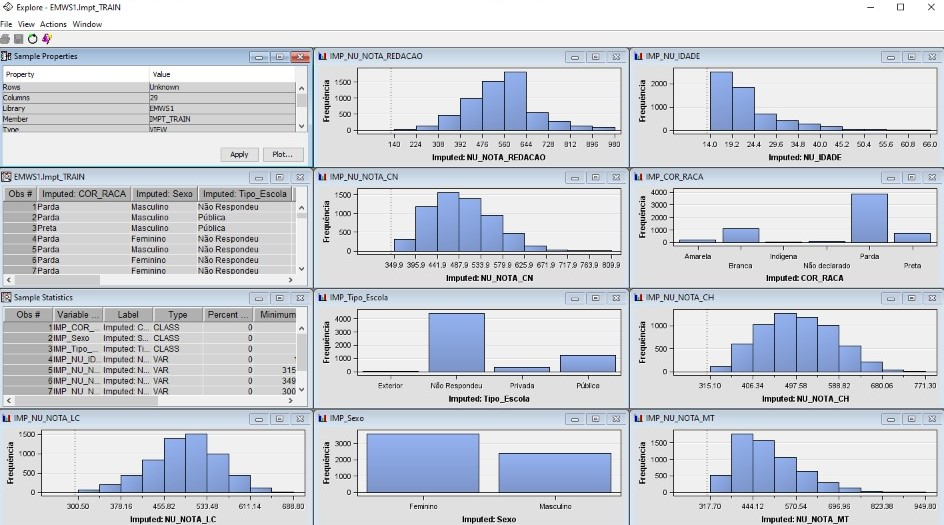 Explore - EMWS1.Impt_TRAIN
File View Actions Window
Sample Properties
Property Value
Rows Unknown
Columns 29
Library EMWS1
Member IMPT_TRAIN
Type VIEW
Apply Plot...
IMP_NU_NOTA_REDACAO
Frequência
1500
1000
500
0
140 224 308 392 476 560 644 728 812 896 980
Imputed: NU_NOTA_REDACAO
IMP_NU_IDADE
Frequência
2000
1000
0
14.0 19.2 24.4 29.6 34.8 40.0 45.2 50.4 55.6 60.8 66.0
Imputed: NU_IDADE
EMWS1.Impt_TRAIN
Obs # Imputed: COR_RACA Imputed: Sexo Imputed: Tipo_Escola
1 Parda Masculino Não Respondeu
2 Parda Masculino Pública
3 Preta Masculino Pública
4 Parda Feminino Não Respondeu
5 Parda Masculino Não Respondeu
6 Parda Feminino Não Respondeu
7 Parda Feminino Não Respondeu
IMP_NU_NOTA_CN
Frequência
1500
1000
500
0
349.9 395.9 441.9 487.9 533.9 579.9 625.9 671.9 717.9 763.9 809.9
Imputed: NU_NOTA_CN
IMP_COR_RACA
Frequência
4000
3000
2000
1000
0
Amarela Branca Indígena Não declarado Parda Preta
Imputed: COR_RACA
Sample Statistics
Obs # Variable ... Label Type Percent ... Minimum
1 IMP_COR_... Imputed: C... CLASS 0
2 IMP_Sexo Imputed: S... CLASS 0
3 IMP_Tipo_... Imputed: Ti... CLASS 0
4 IMP_NU_ID... Imputed: N... VAR 0
5 IMP_NU_N... Imputed: N... VAR 0 315
6 IMP_NU_N... Imputed: N... VAR 0 349
7 IMP_NU_N... Imputed: N... VAR 0 300
IMP_Tipo_Escola
Frequência
4000
3000
2000
1000
0
Exterior Não Respondeu Privada Pública
Imputed: Tipo_Escola
IMP_NU_NOTA_CH
Frequência
1000
500
0
315.10 406.34 497.58 588.82 680.06 771.30
Imputed: NU_NOTA_CH
IMP_NU_NOTA_LC
Frequência
1500
1000
500
0
300.50 378.16 455.82 533.48 611.14 688.80
Imputed: NU_NOTA_LC
IMP_Sexo
Frequência
3000
2000
1000
0
Feminino Masculino
Imputed: Sexo
IMP_NU_NOTA_MT
Frequência
1500
1000
500
0
317.70 444.12 570.54 696.96 823.38 949.80
Imputed: NU_NOTA_MT